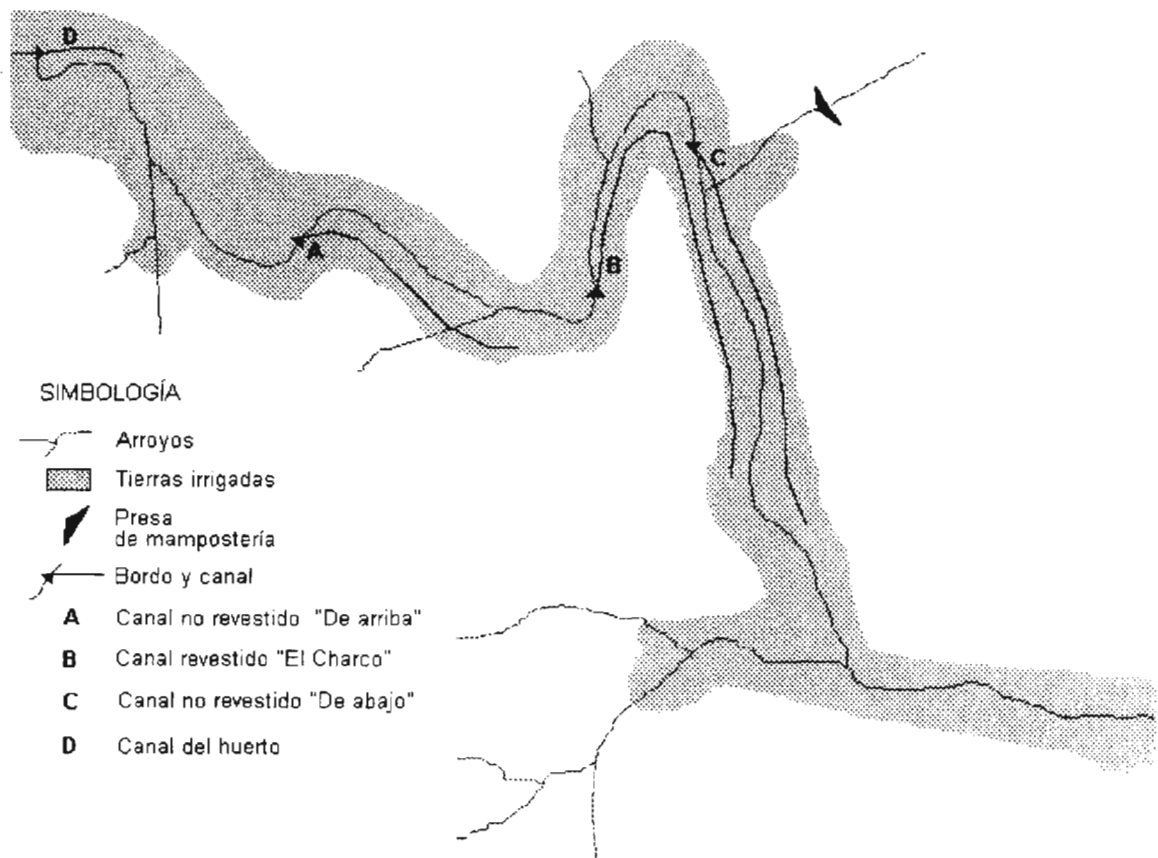 D
C
B
A
SIMBOLOGÍA
Arroyos
Tierras irrigadas
Presa
de mampostería
Bordo y canal
A Canal no revestido "De arriba"
B Canal revestido "El Charco"
C Canal no revestido "De abajo"
D Canal del huerto